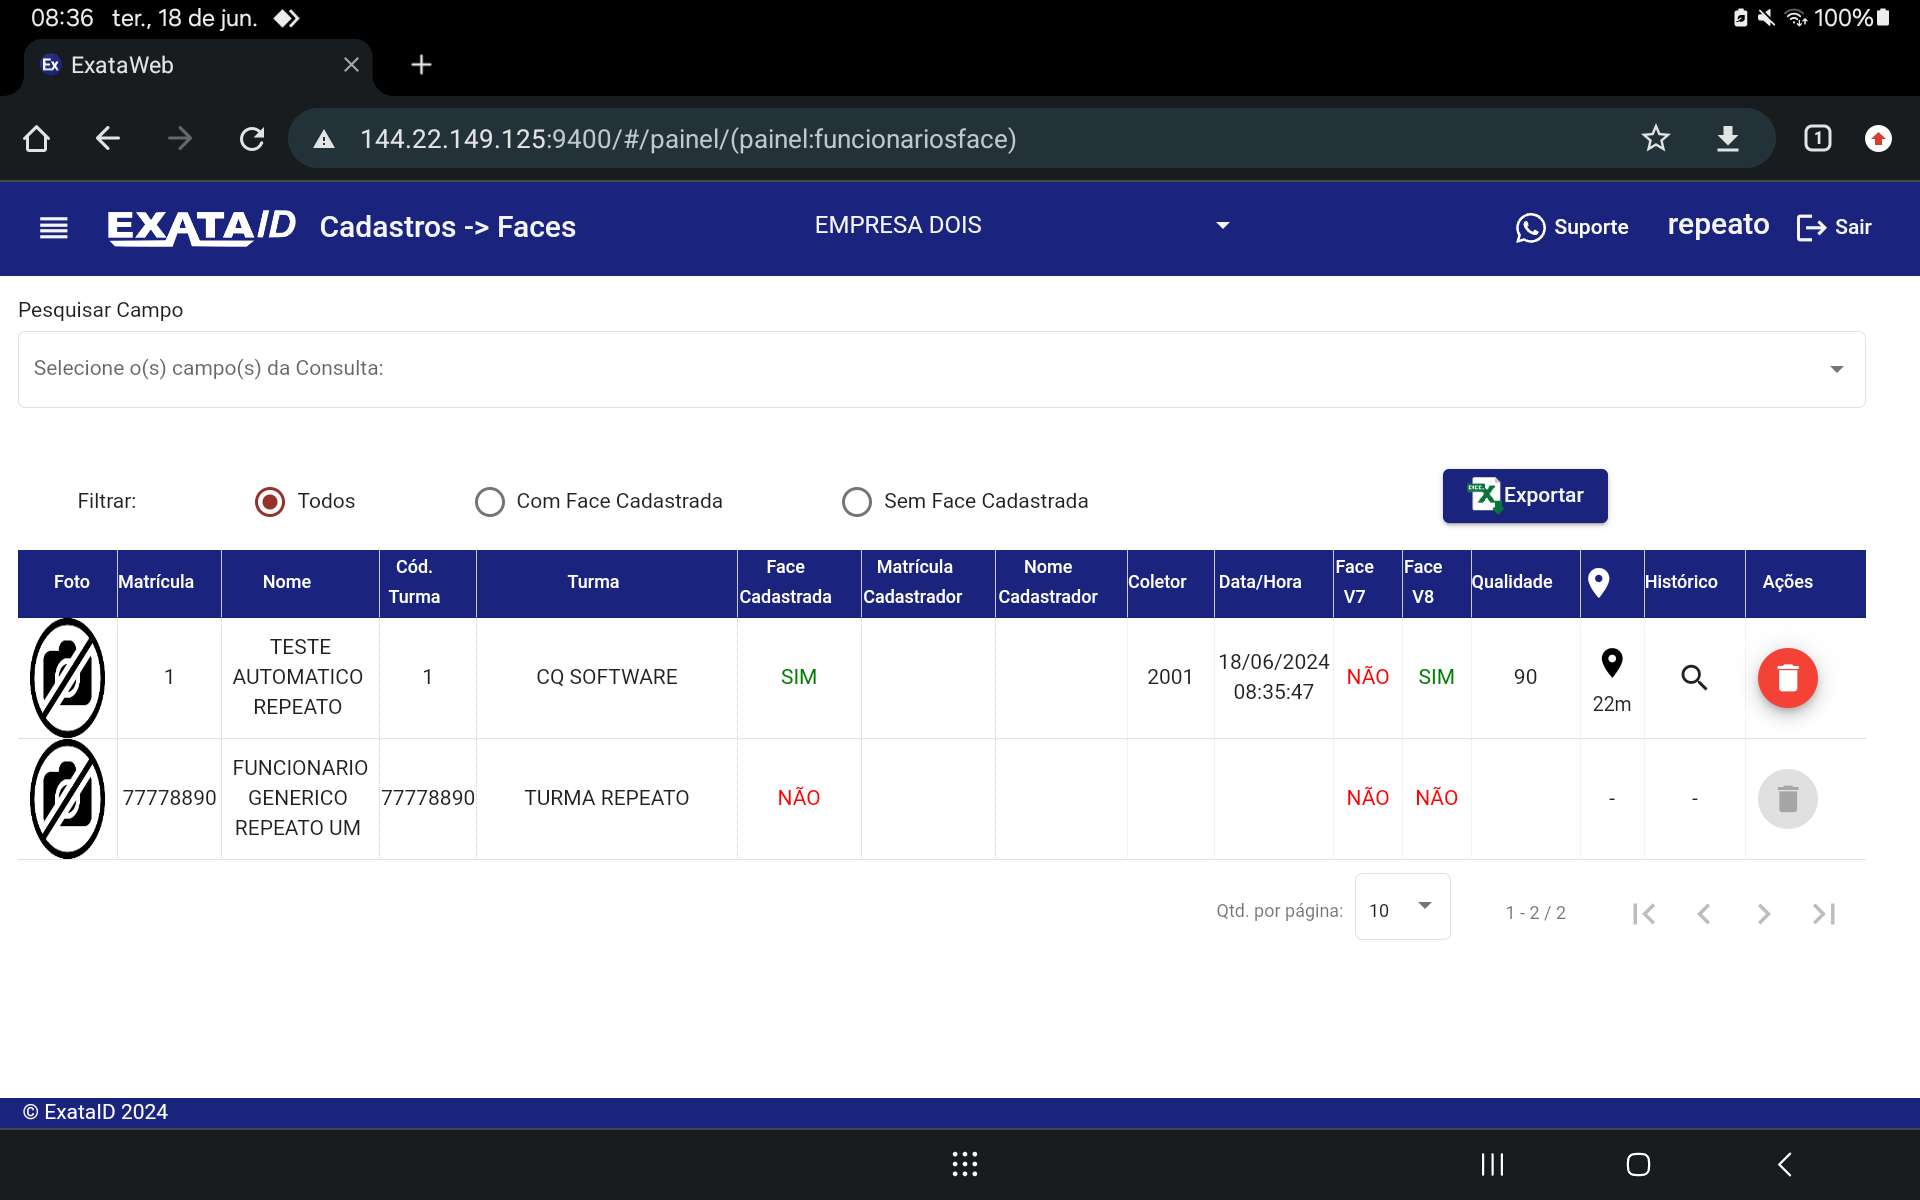 08:36 ter., 18 de jun. 100%
Ex ExataWeb
144.22.149.125:9400/#/painel/(painel:funcionariosface) 1
EXATAID Cadastros -> Faces EMPRESA DOIS Suporte repeato Sair
Pesquisar Campo
Selecione o(s) campo(s) da Consulta:
Filtrar: Todos Com Face Cadastrada Sem Face Cadastrada Exportar
Foto Matrícula Nome Cód. Turma Turma Face Cadastrada Matrícula Cadastrador Nome Cadastrador Coletor Data/Hora Face V7 Face V8 Qualidade Histórico Ações
1 TESTE AUTOMATICO REPEATO 1 CQ SOFTWARE SIM 2001 18/06/2024 08:35:47 NÃO SIM 90 22m
77778890 FUNCIONARIO GENERICO REPEATO UM 77778890 TURMA REPEATO NÃO NÃO NÃO - -
Qtd. por página: 10 1 - 2 / 2
© ExataID 2024